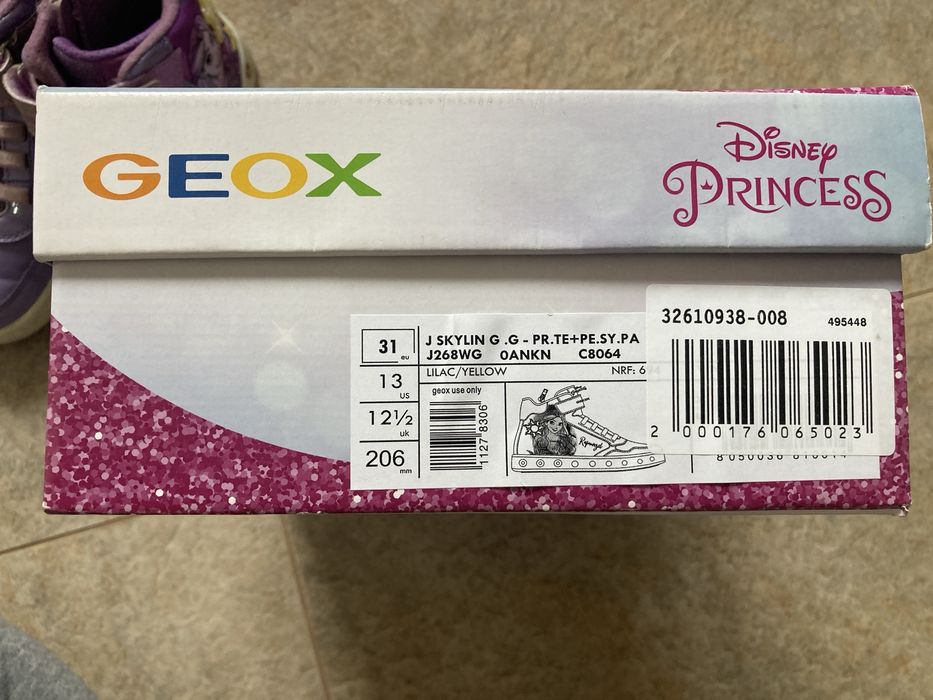 GEOX
DISNEY
PRINCESS
31 eu
13 US
12½ uk
206 mm
J SKYLIN G .G - PR.TE+PE.SY.PA
J268WG 0ANKN C8064
LILAC/YELLOW NRF:
geox use only
1127 8306
Rapunzel
32610938-008 495448
2 000176 065023